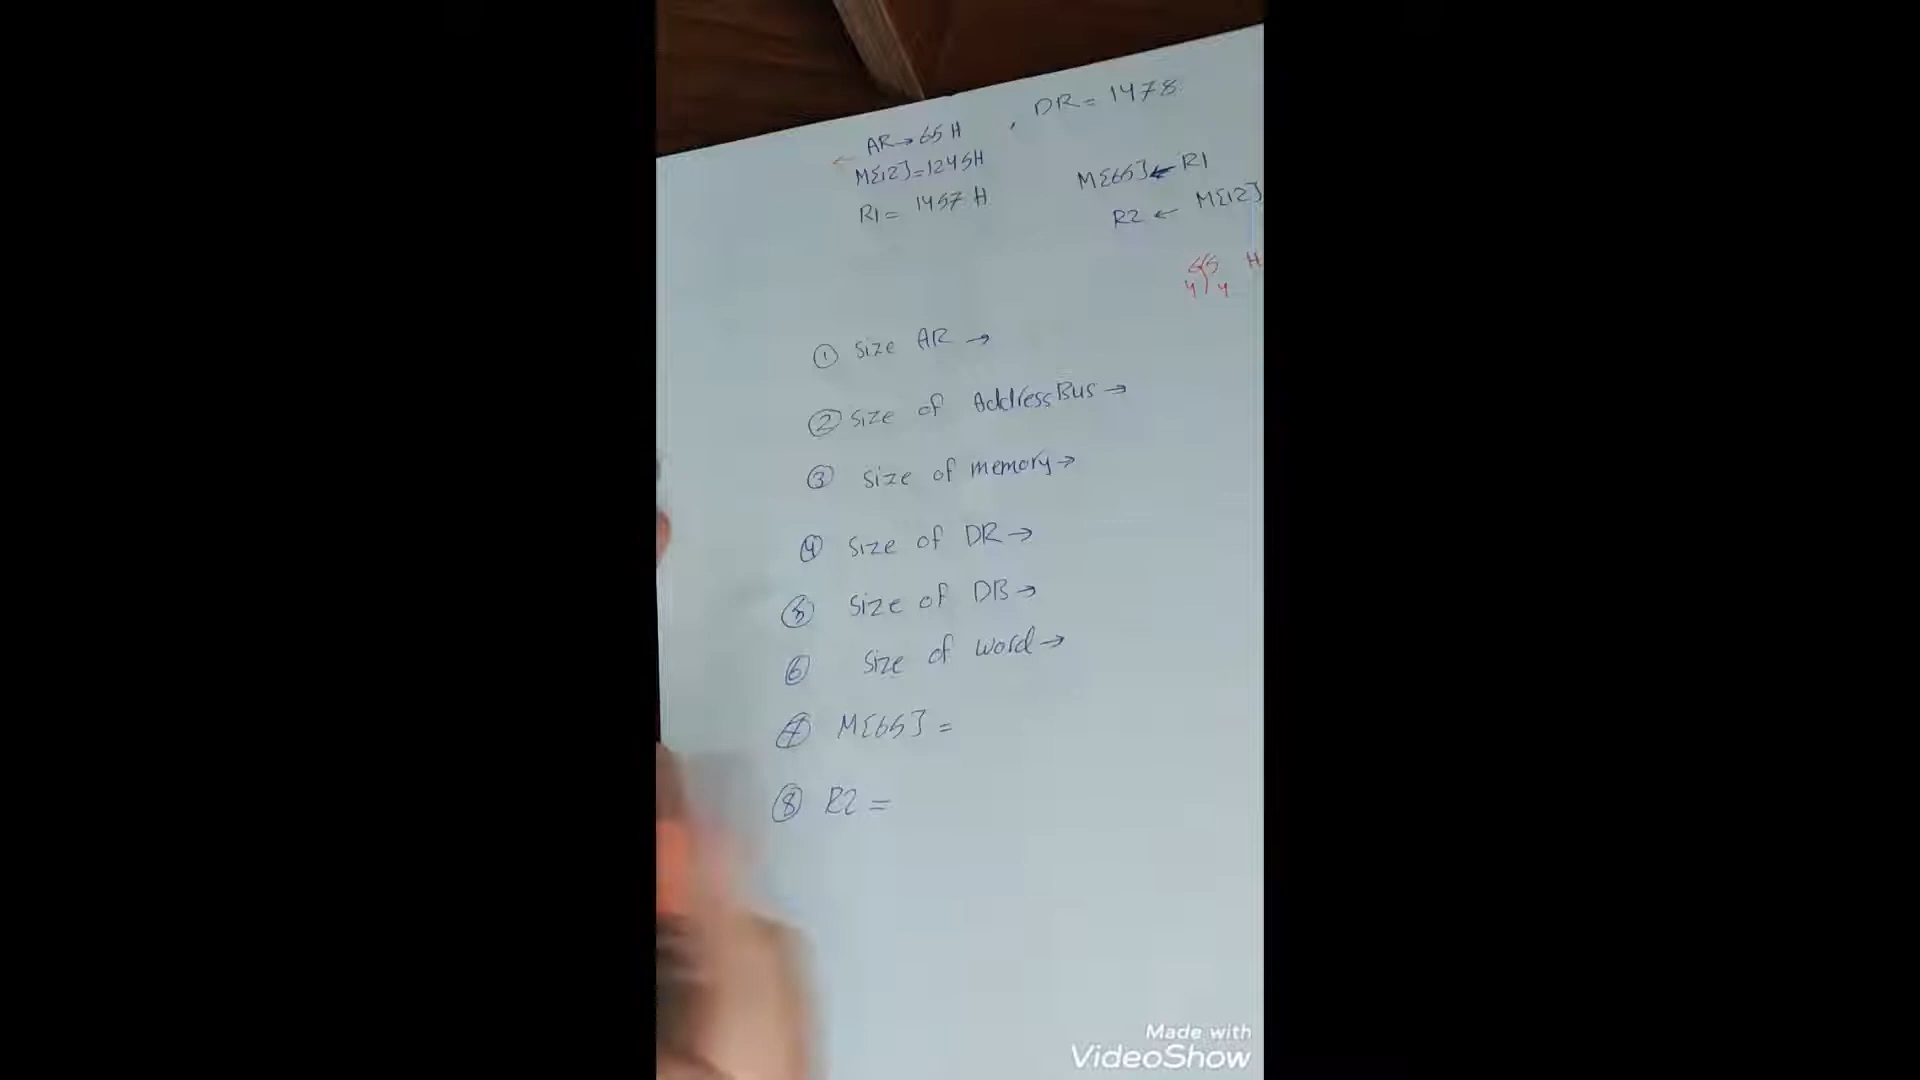 AR→65H , DR = 1478
← M[12]=1245H
R1= 1457 H
M[65]← R1
R2 ← M[12]
65 H
4 4
① Size AR →
② Size of AddressBus →
③ Size of memory→
④ Size of DR→
⑤ Size of DB→
⑥ Size of word→
⑦ M[65] =
⑧ R2 =
Made with
VideoShow